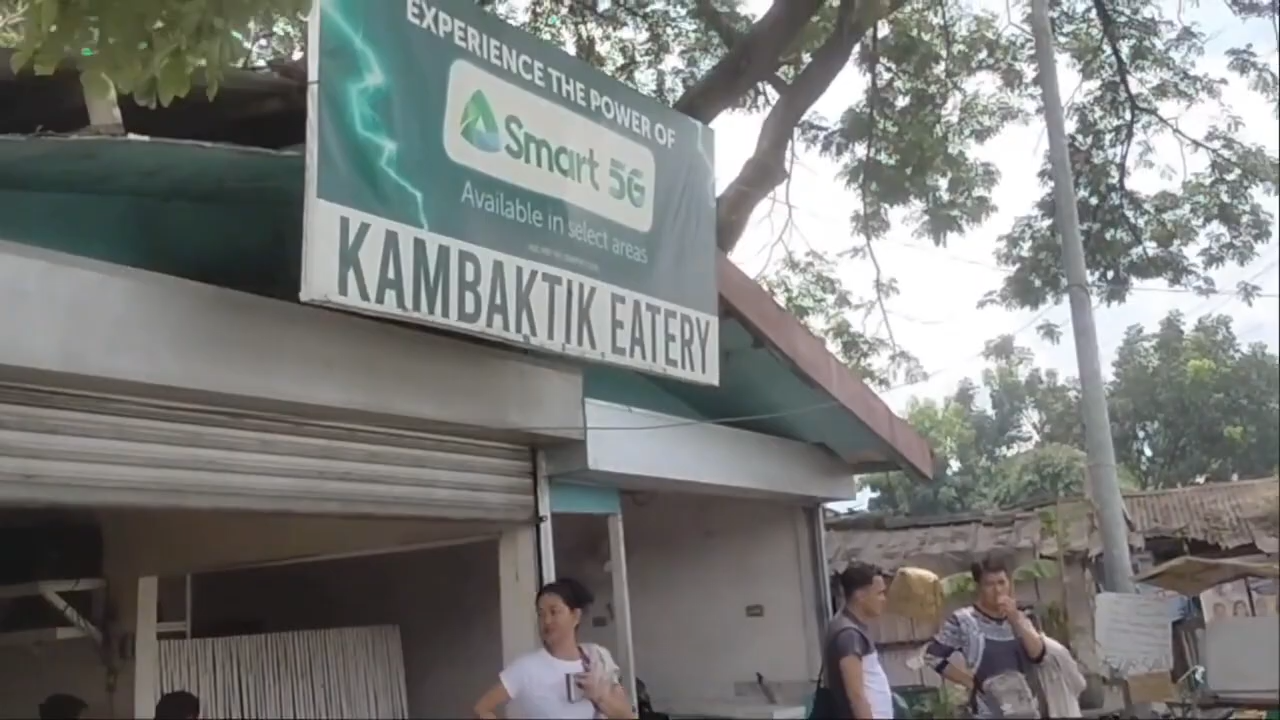 EXPERIENCE THE POWER OF
Smart 5G
Available in select areas
KAMBAKTIK EATERY